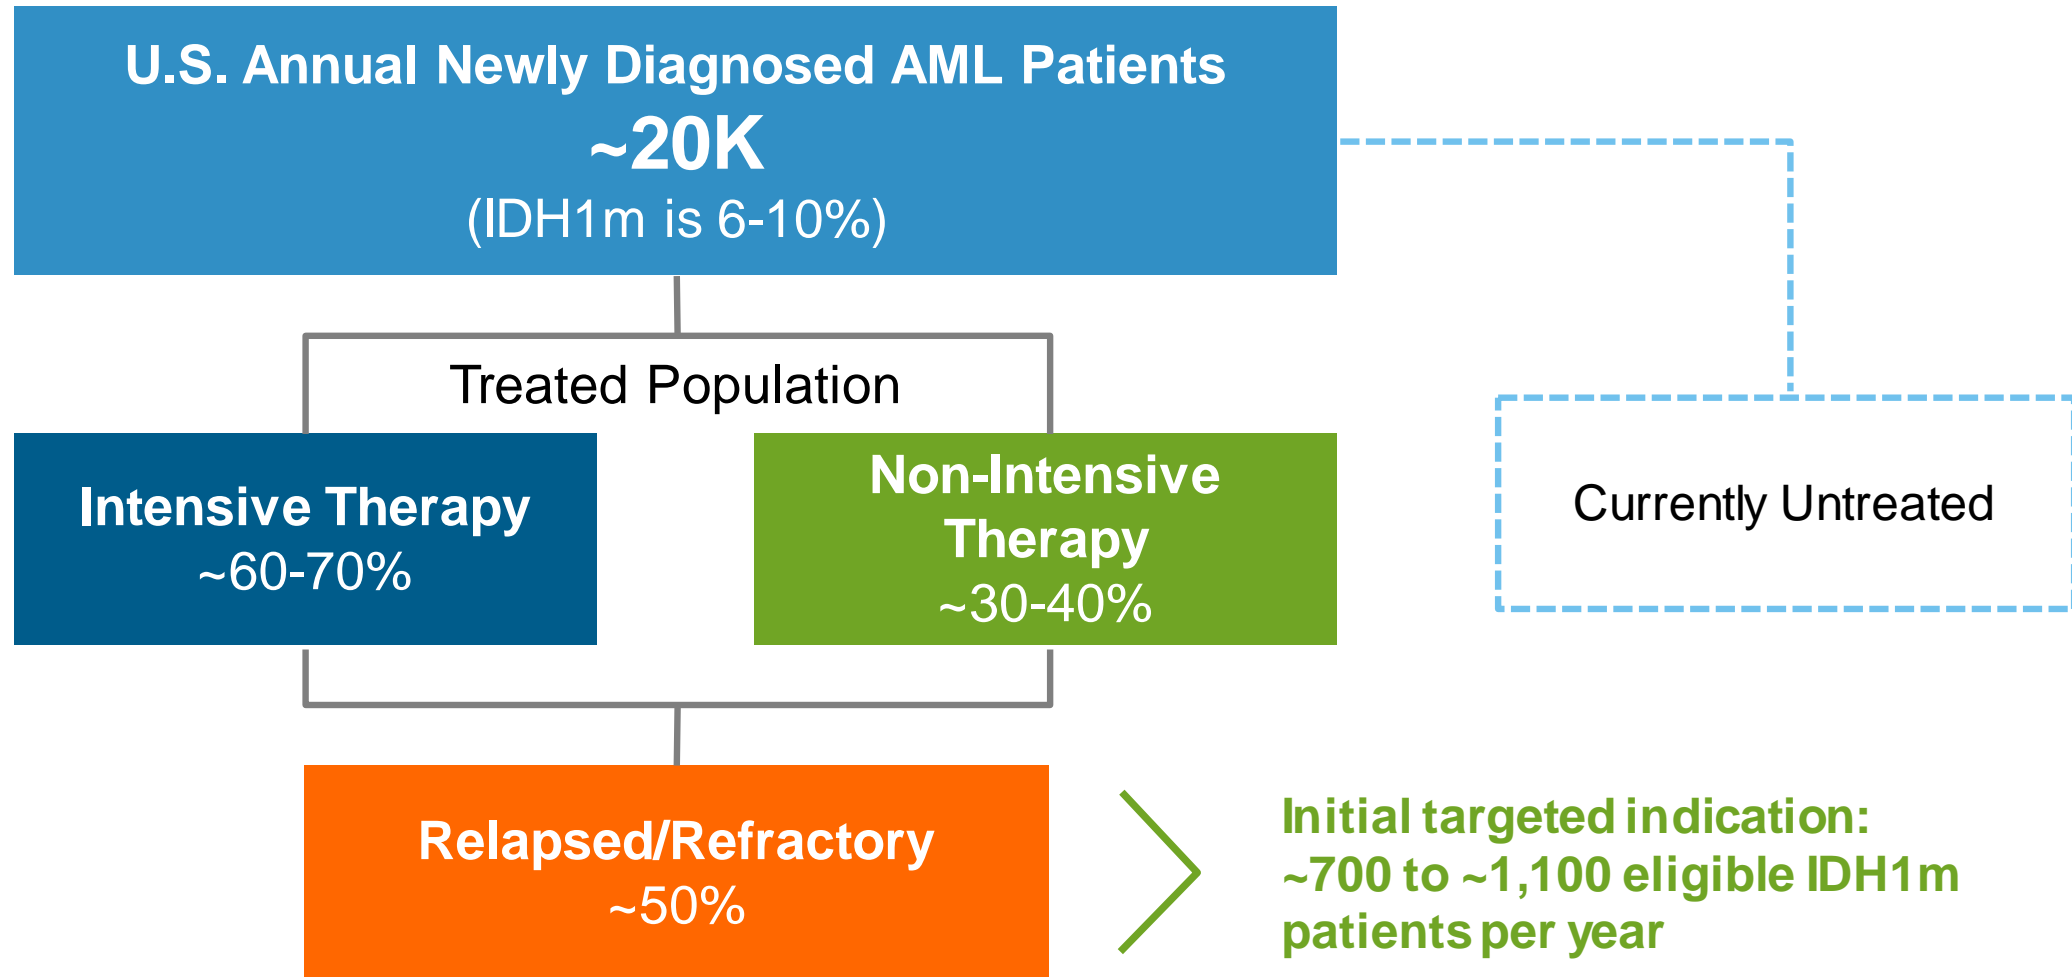 U.S. Annual Newly Diagnosed AML Patients
~20K
(IDH1m is 6-10%)
Treated Population
Intensive Therapy
~60-70%
Non-Intensive
Therapy
~30-40%
Currently Untreated
Relapsed/Refractory
~50%
Initial targeted indication:
~700 to ~1,100 eligible IDH1m
patients per year